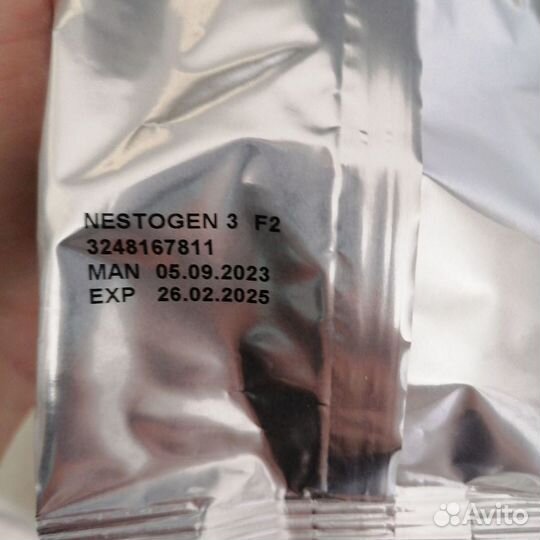 NESTOGEN 3 F2
3248167811
MAN 05.09.2023
EXP 26.02.2025
Avito